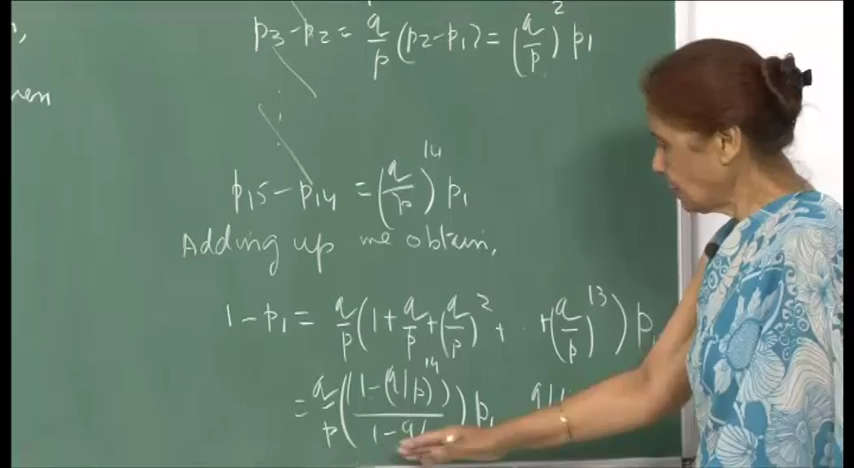 p3-p2 = q/p (p2-p1) = (q/p)^2 p1
p15-p14 = (q/p)^14 p1
Adding up we obtain,
1-p1 = q/p (1+q/p+(q/p)^2+ . +(q/p)^13) p1
= q/p ((1-(q/p)^14)/(1-q/
) p1